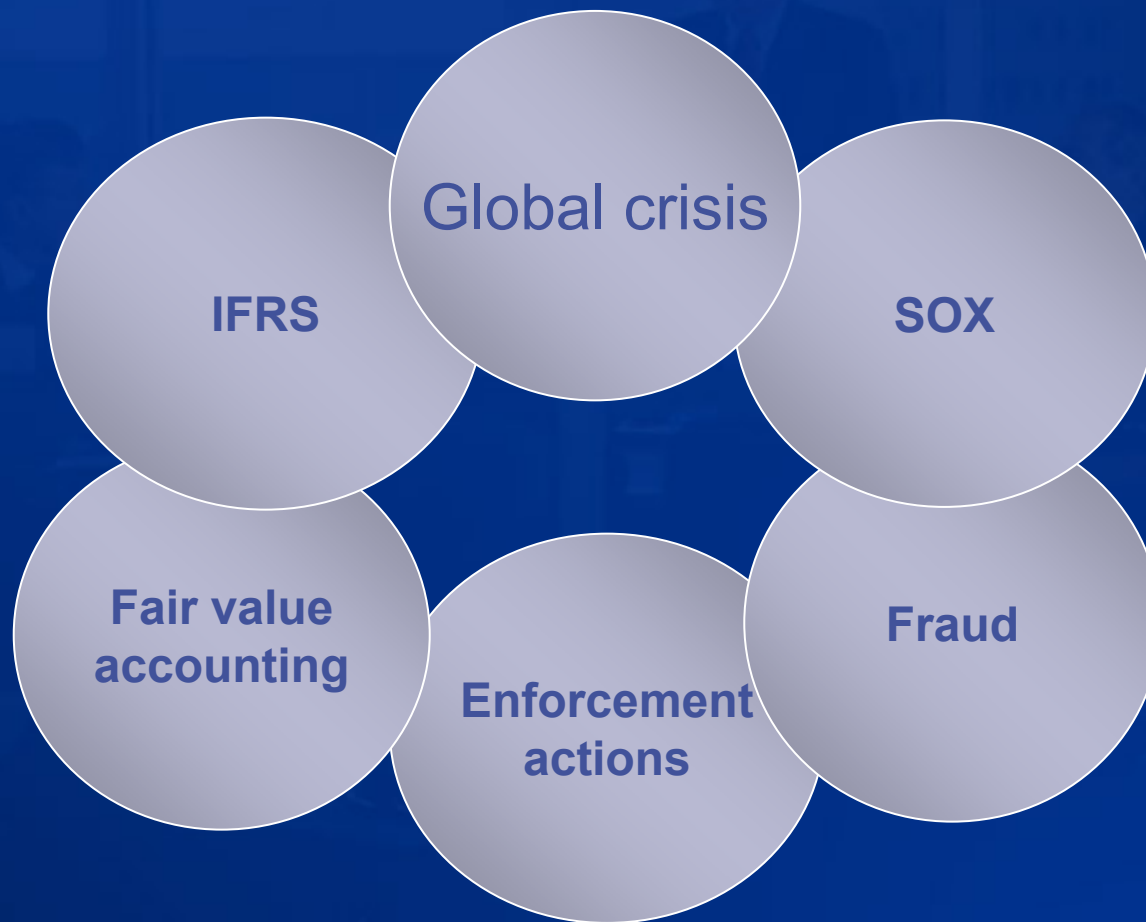 Global crisis
IFRS
SOX
Fair value
accounting
Fraud
Enforcement
actions